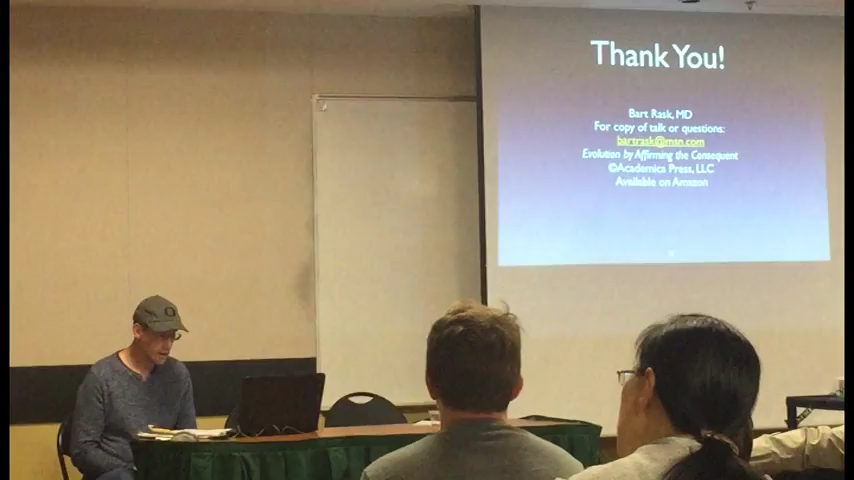 Thank You!
Bart Rask, MD
For copy of talk or questions:
bartrask@msn.com
Evolution by Affirming the Consequent
©Academics Press, LLC
Available on Amazon